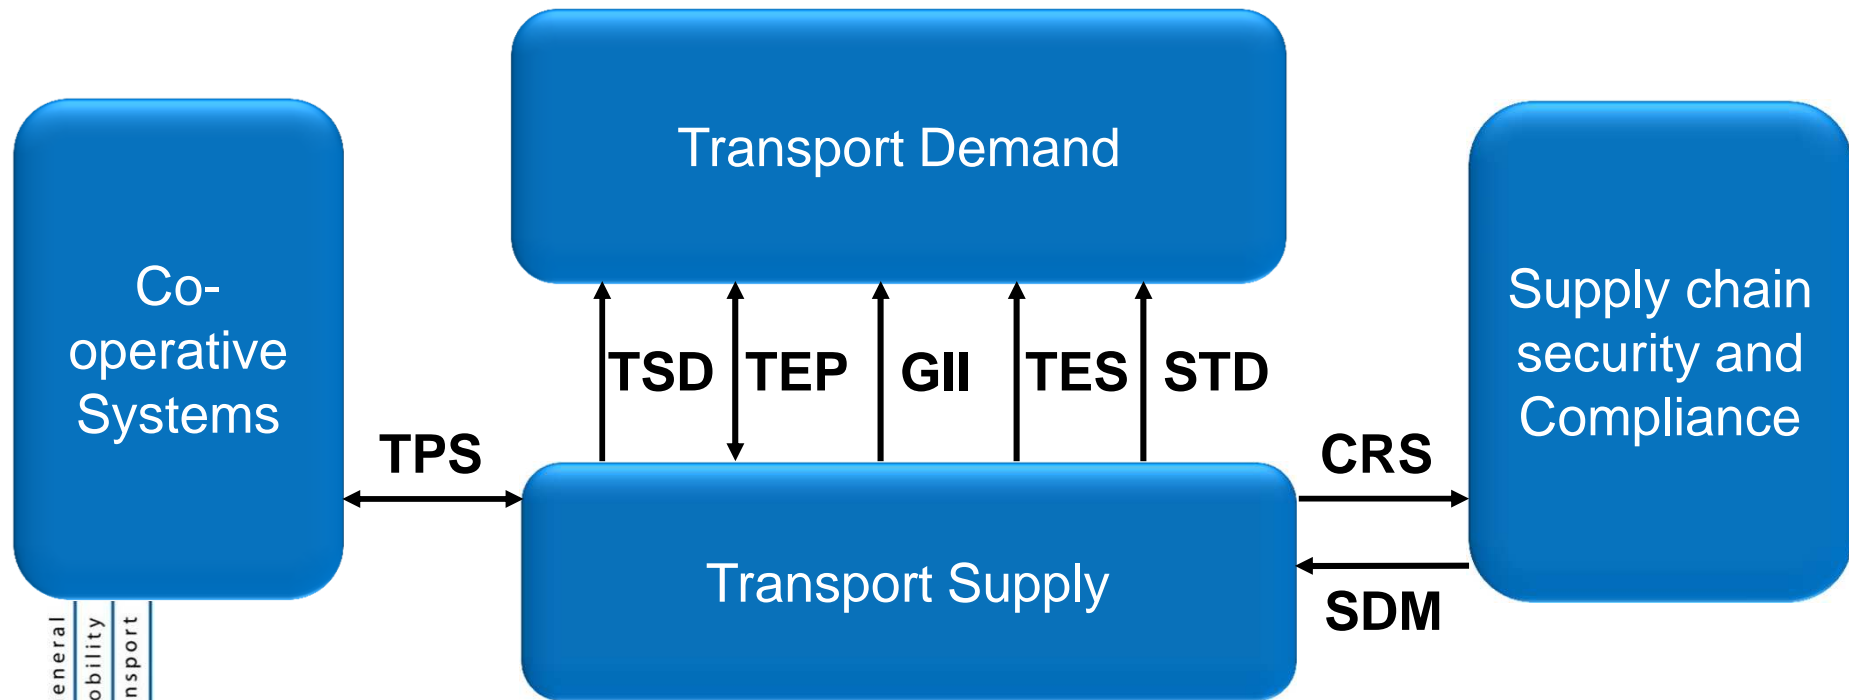 Transport Demand
Co-
operative
Systems
Supply chain
security and
Compliance
TSD
TEP
GII
TES
STD
TPS
CRS
Transport Supply
SDM